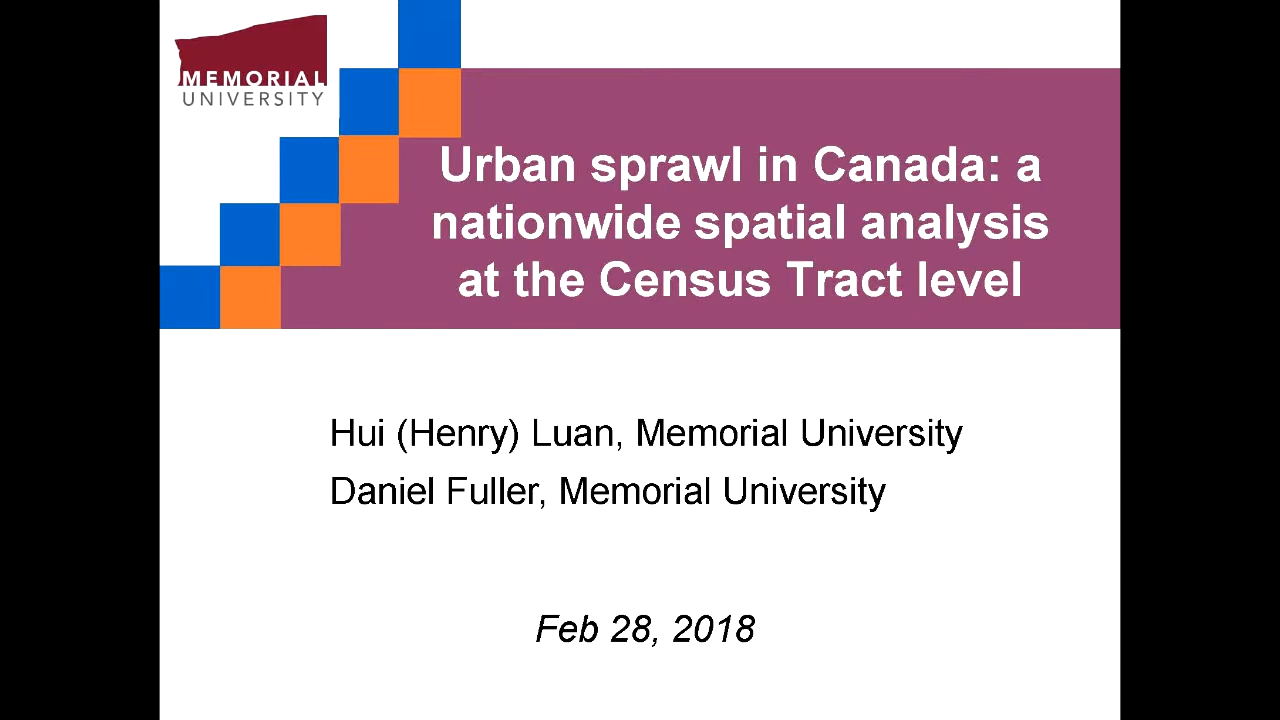 MEMORIAL
UNIVERSITY
Urban sprawl in Canada: a
nationwide spatial analysis
at the Census Tract level
Hui (Henry) Luan, Memorial University
Daniel Fuller, Memorial University
Feb 28, 2018